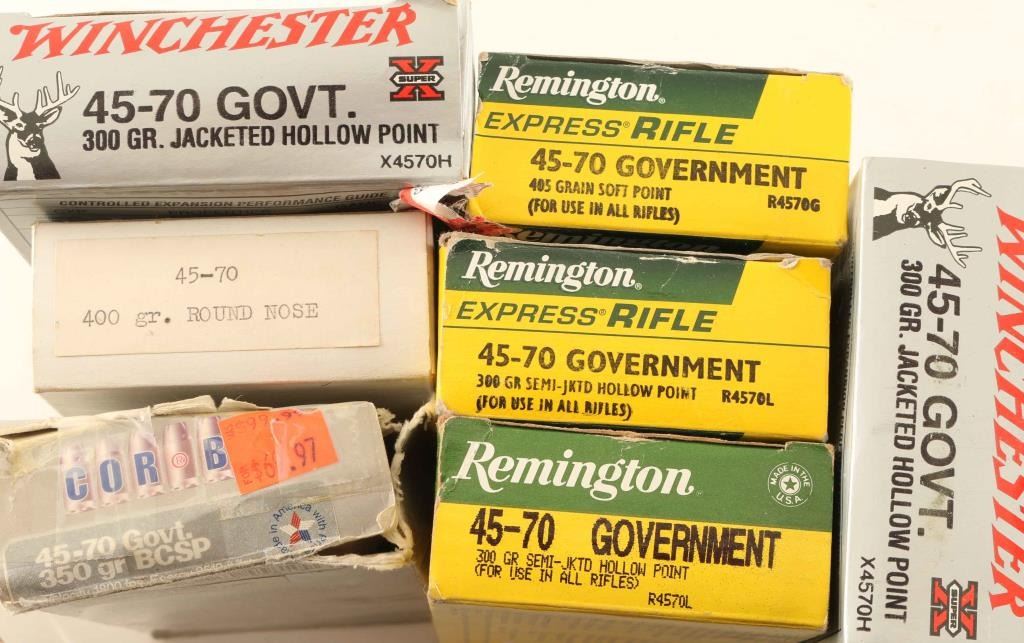 WINCHESTER
SUPER X
45-70 GOVT.
300 GR. JACKETED HOLLOW POINT
X4570H
CONTROLLED EXPANSION PERFORMANCE GUIDE
Remington®
EXPRESS® RIFLE
45-70 GOVERNMENT
405 GRAIN SOFT POINT
(FOR USE IN ALL RIFLES)
R4570G
45-70
400 gr. ROUND NOSE
Remington®
EXPRESS® RIFLE
45-70 GOVERNMENT
300 GR SEMI-JKTD HOLLOW POINT
R4570L
(FOR USE IN ALL RIFLES)
COR®B
.97
45-70 Govt.
350 gr BCSP
Made in America with
Remington®
MADE IN U.S.A.
45-70 GOVERNMENT
300 GR SEMI-JKTD HOLLOW POINT
(FOR USE IN ALL RIFLES)
R4570L
WINCHESTER
45-70 GOVT.
300 GR. JACKETED HOLLOW POINT
X4570H
SUPER X